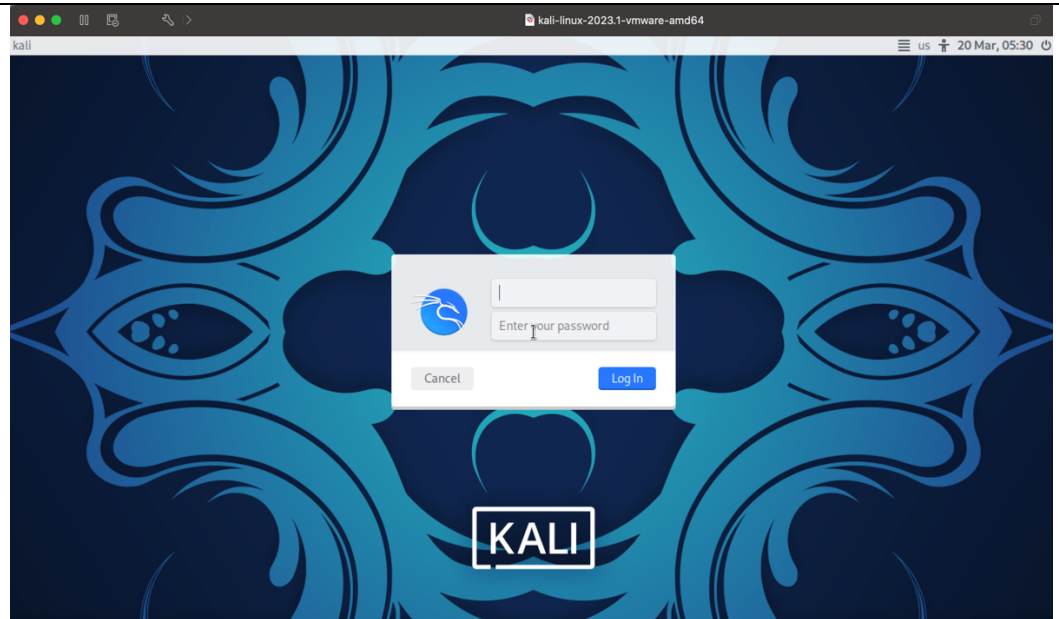 kali-linux-2023.1-vmware-amd64
kali us 20 Mar, 05:30
Enter your password
Cancel Log In
KALI